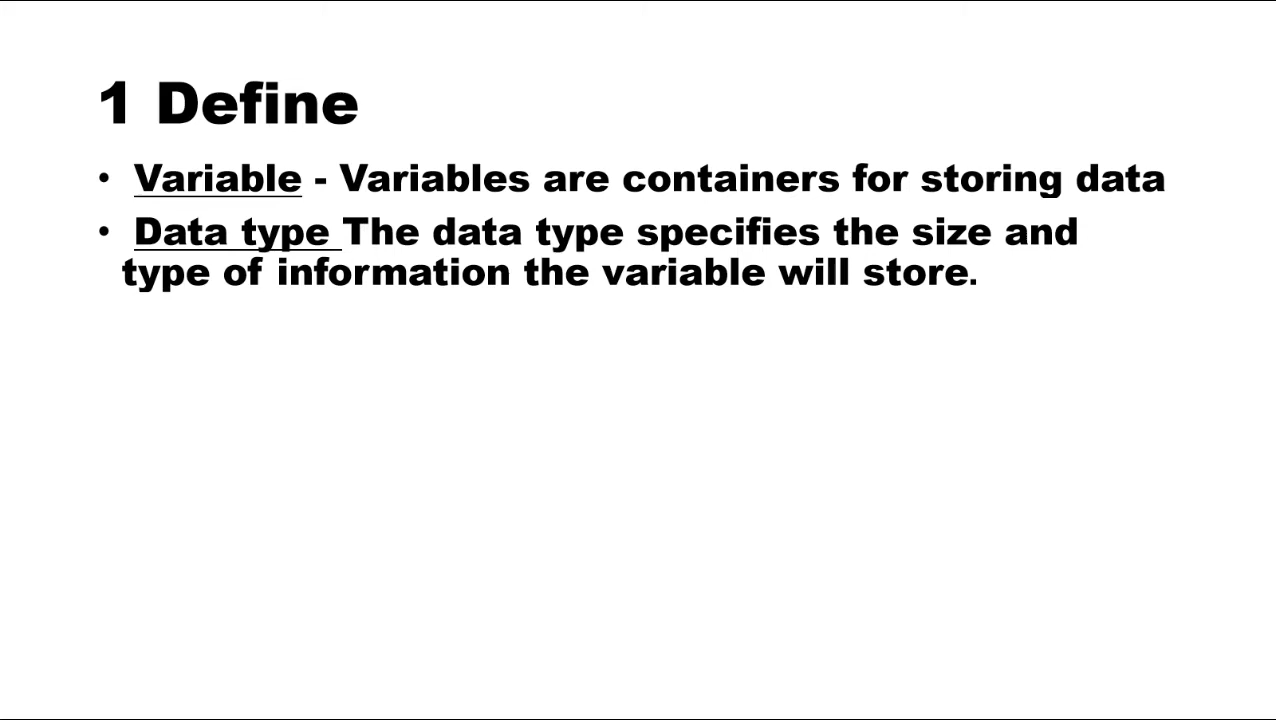 1 Define
• Variable - Variables are containers for storing data
• Data type The data type specifies the size and
type of information the variable will store.